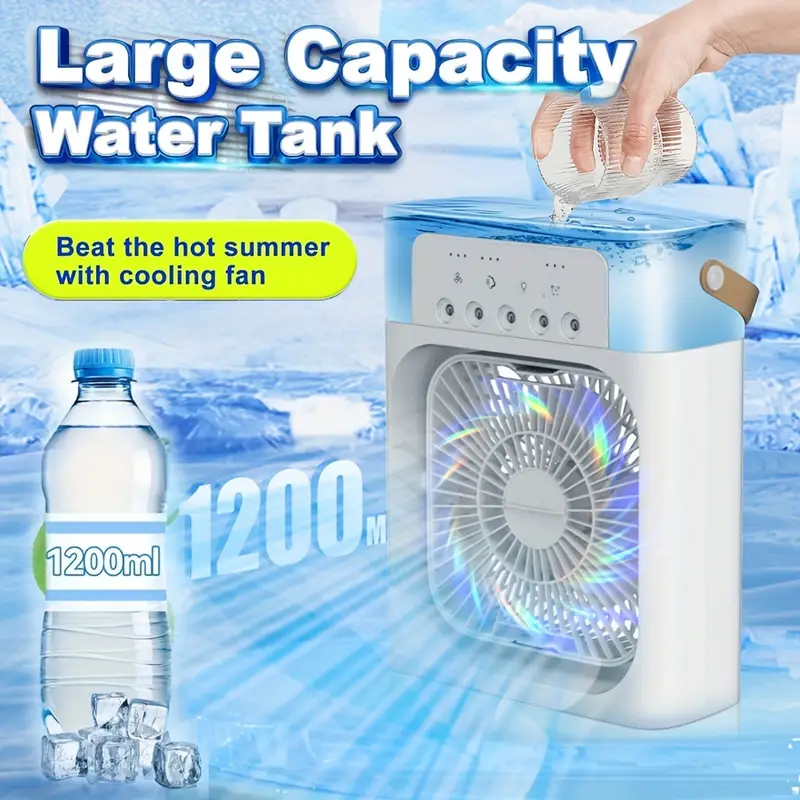 Large Capacity
Water Tank
Beat the hot summer
with cooling fan
1200M
1200ml